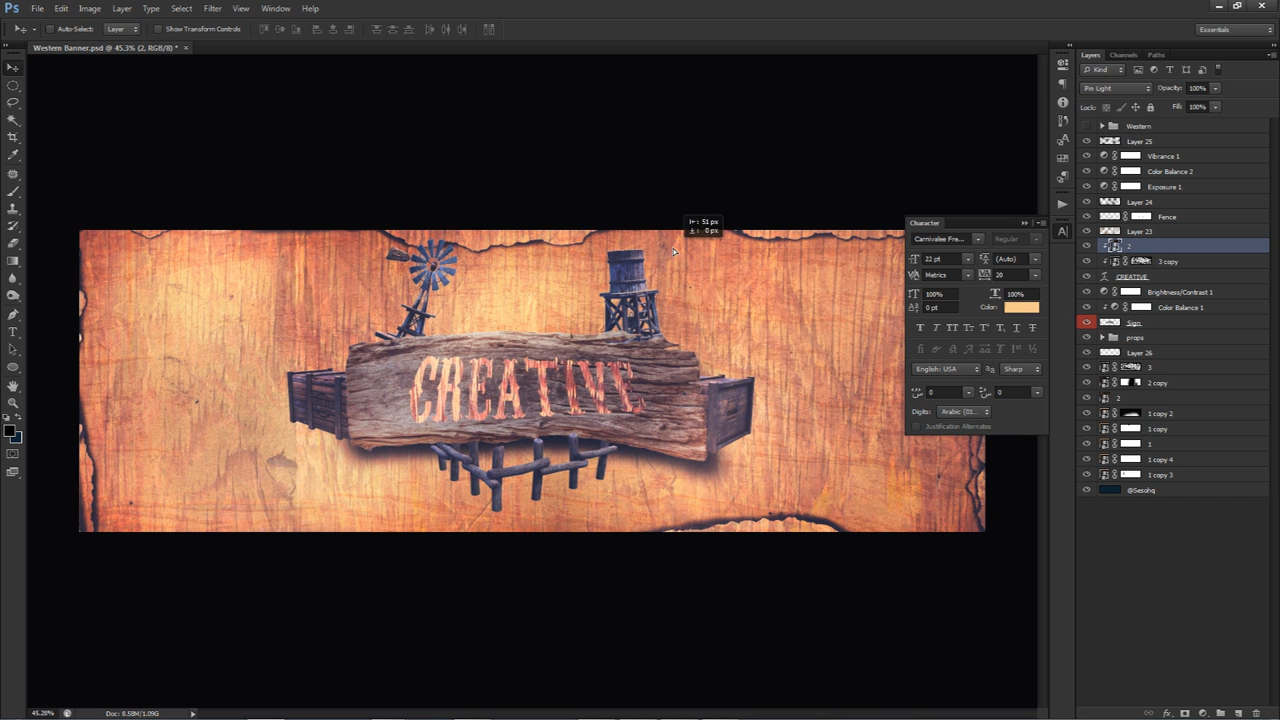 Ps File Edit Image Layer Type Select Filter View Window Help
Auto-Select: Layer Show Transform Controls Essentials
Western Banner.psd @ 45.3% (2, RGB/8) * ×
Layers Channels Paths
Kind
Pin Light Opacity: 100%
Lock: Fill: 100%
Western
Layer 25
Vibrance 1
Color Balance 2
Exposure 1
Layer 24
Fence
Layer 23
2
3 copy
CREATIVE
Brightness/Contrast 1
Color Balance 1
Sign
props
Layer 26
3
2 copy
2
1 copy 2
1 copy
1
1 copy 4
1 copy 3
@Sesohq
51 px
0 px
Character
Carnivalee Fre... Regular
22 pt (Auto)
Metrics 20
100% 100%
0 pt Color:
English: USA Sharp
0 0
Digits: Arabic (01...
Justification Alternates
CREATIVE
45.28% Doc: 8.58M/1.09G